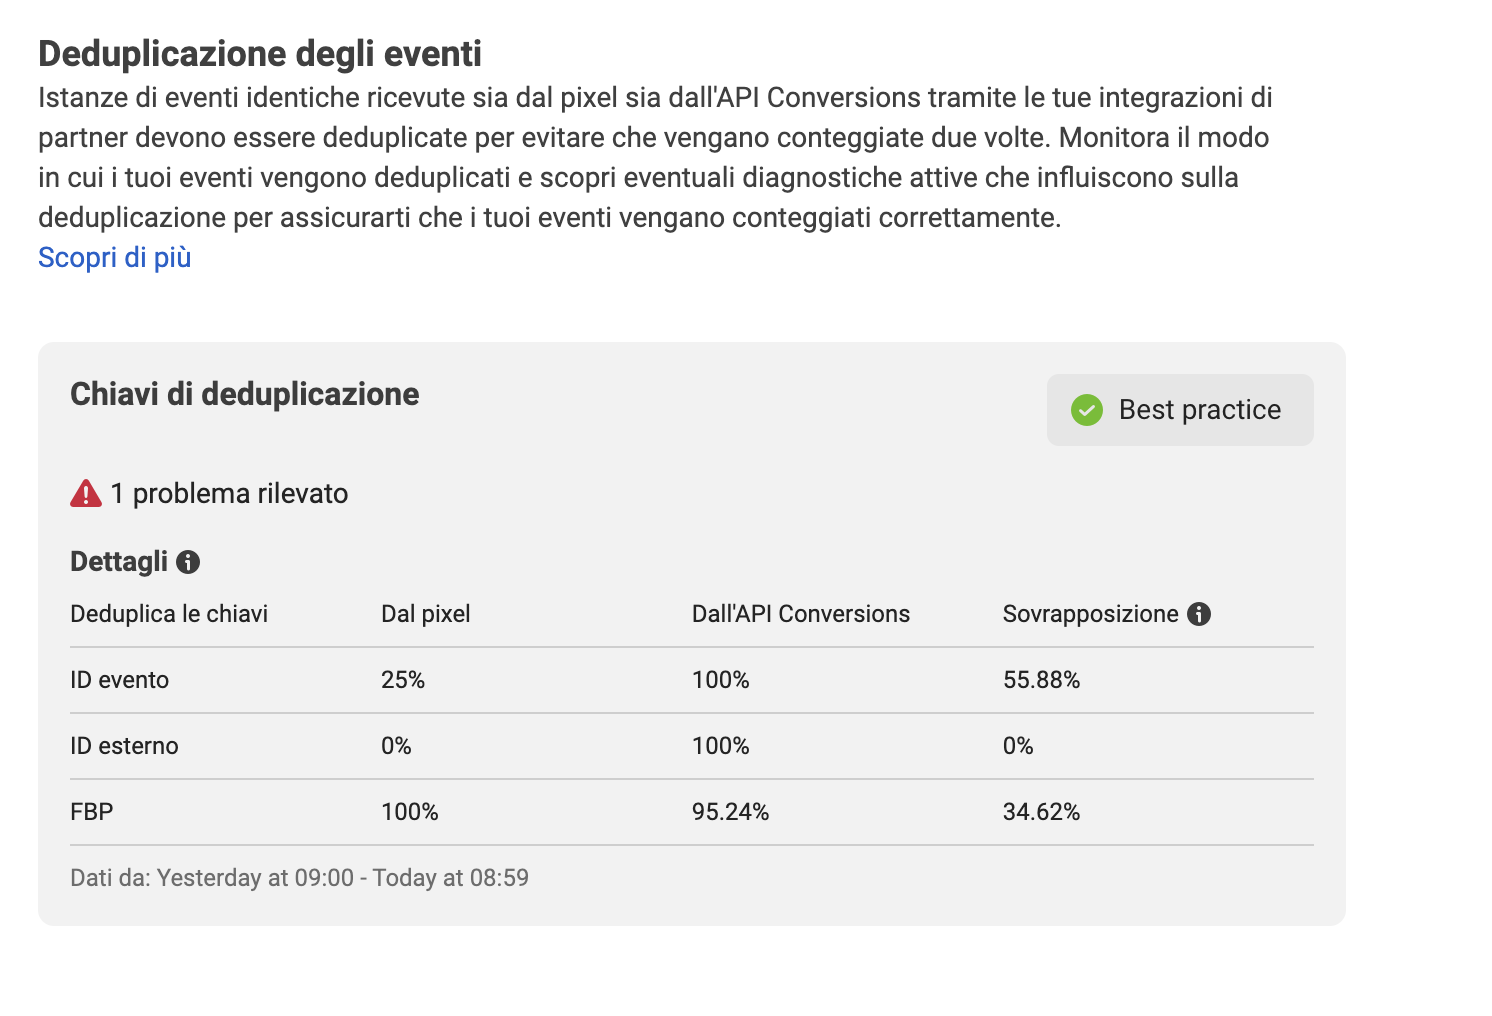 Deduplicazione degli eventi
Istanze di eventi identiche ricevute sia dal pixel sia dall'API Conversions tramite le tue integrazioni di
partner devono essere deduplicate per evitare che vengano conteggiate due volte. Monitora il modo
in cui i tuoi eventi vengono deduplicati e scopri eventuali diagnostiche attive che influiscono sulla
deduplicazione per assicurarti che i tuoi eventi vengano conteggiati correttamente.
Scopri di più
Chiavi di deduplicazione
Best practice
1 problema rilevato
Dettagli
Deduplica le chiavi Dal pixel Dall'API Conversions Sovrapposizione
ID evento 25% 100% 55.88%
ID esterno 0% 100% 0%
FBP 100% 95.24% 34.62%
Dati da: Yesterday at 09:00 - Today at 08:59